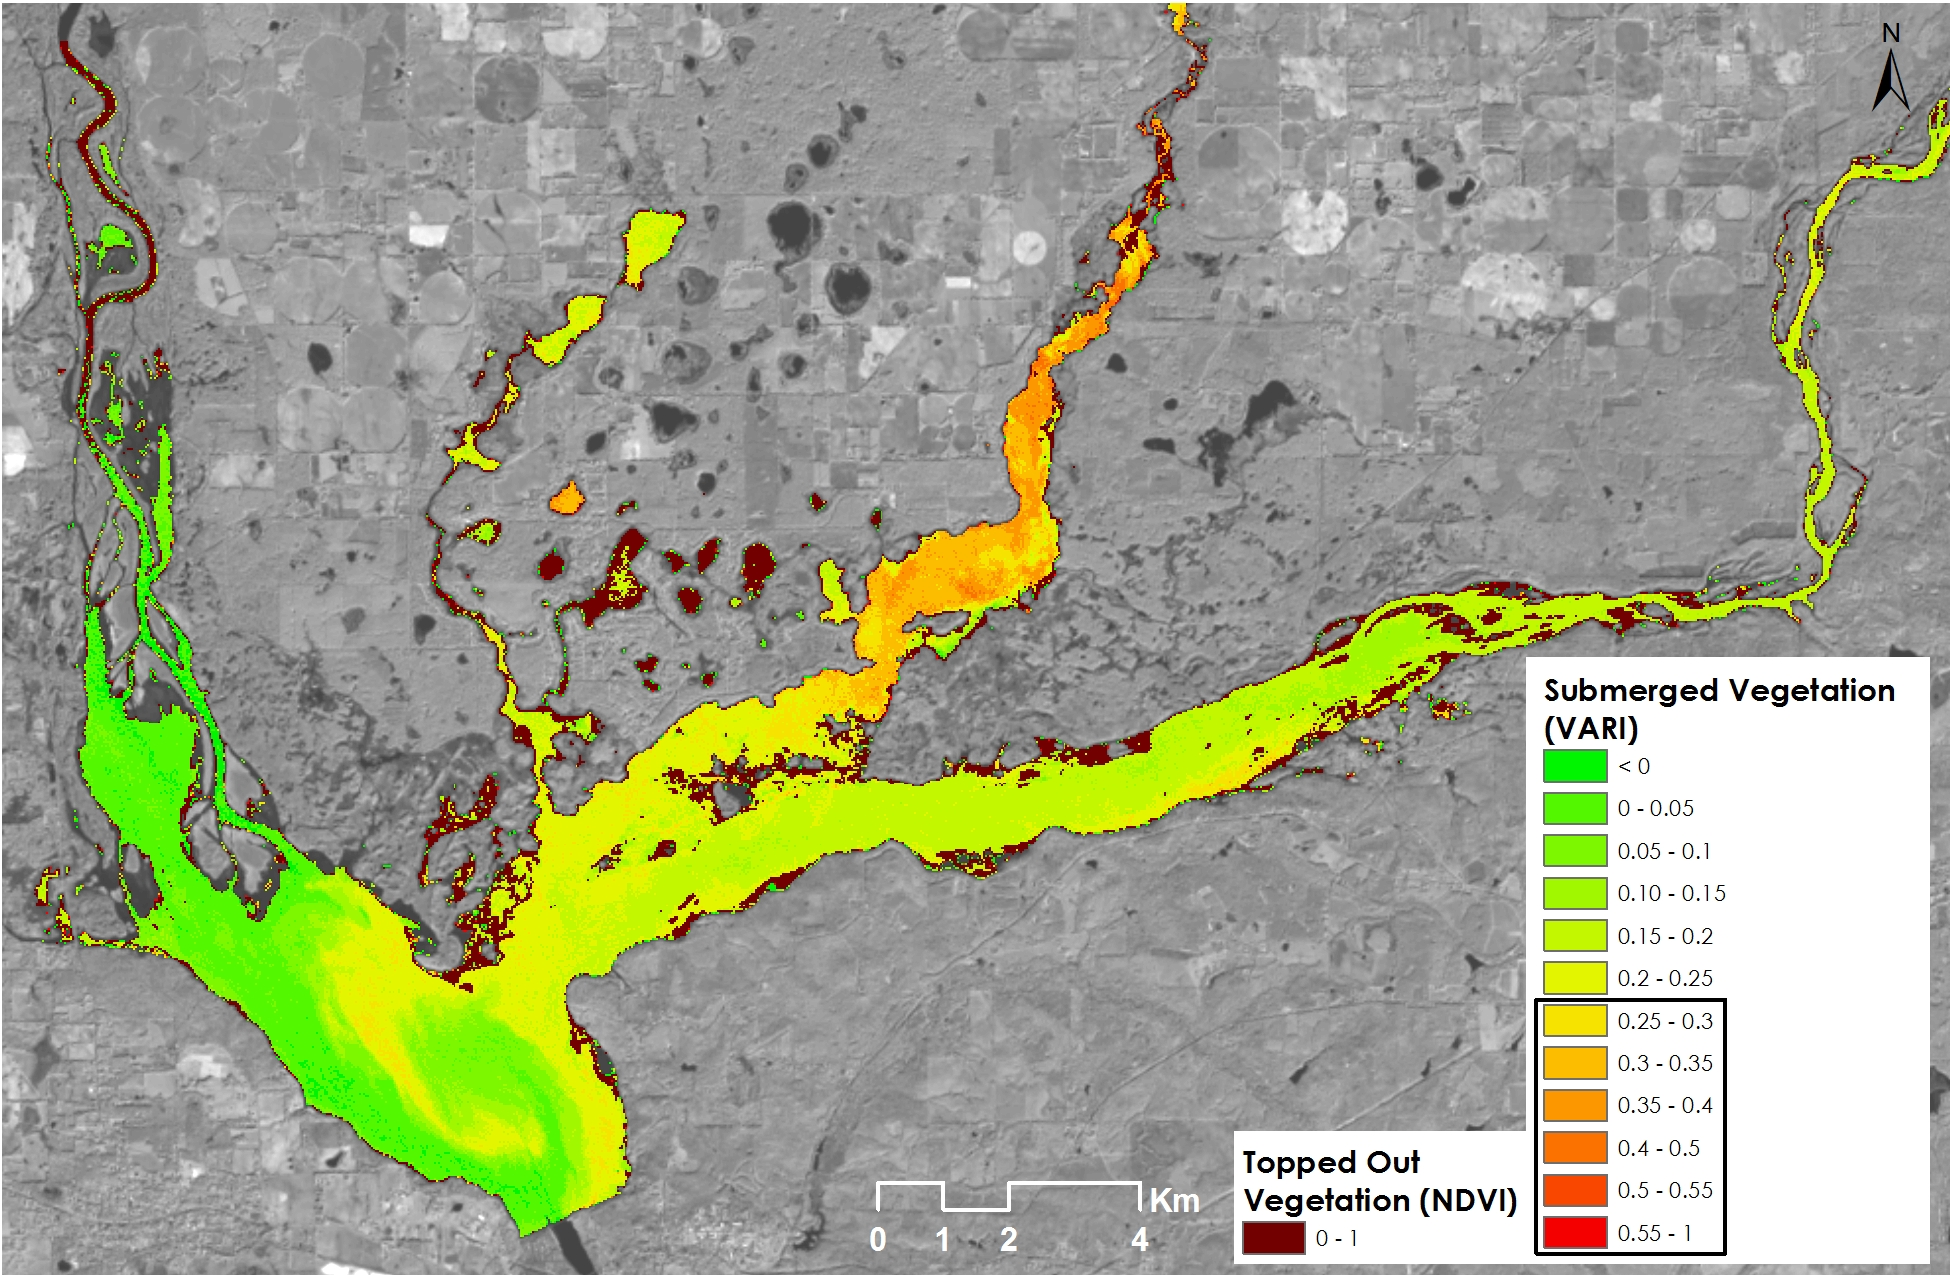 N
Submerged Vegetation
(VARI)
< 0
0 - 0.05
0.05 - 0.1
0.10 - 0.15
0.15 - 0.2
0.2 - 0.25
0.25 - 0.3
0.3 - 0.35
0.35 - 0.4
0.4 - 0.5
0.5 - 0.55
0.55 - 1
Topped Out
Vegetation (NDVI)
0 - 1
Km
0 1 2 4